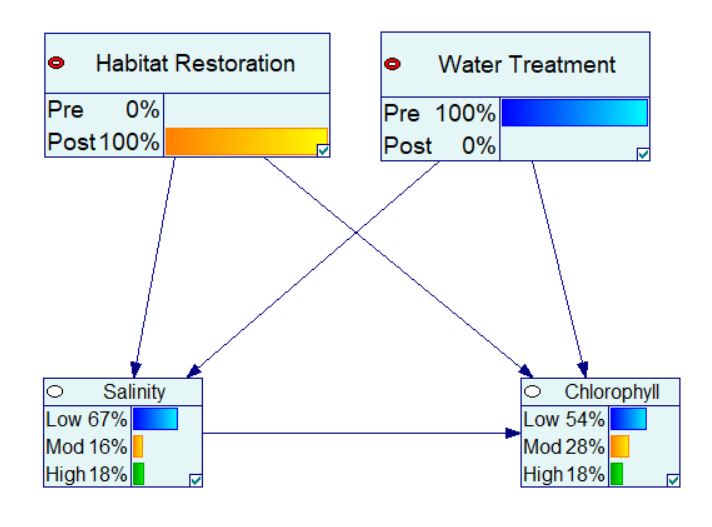 Habitat Restoration
Pre 0%
Post 100%
Water Treatment
Pre 100%
Post 0%
Salinity
Low 67%
Mod 16%
High 18%
Chlorophyll
Low 54%
Mod 28%
High 18%